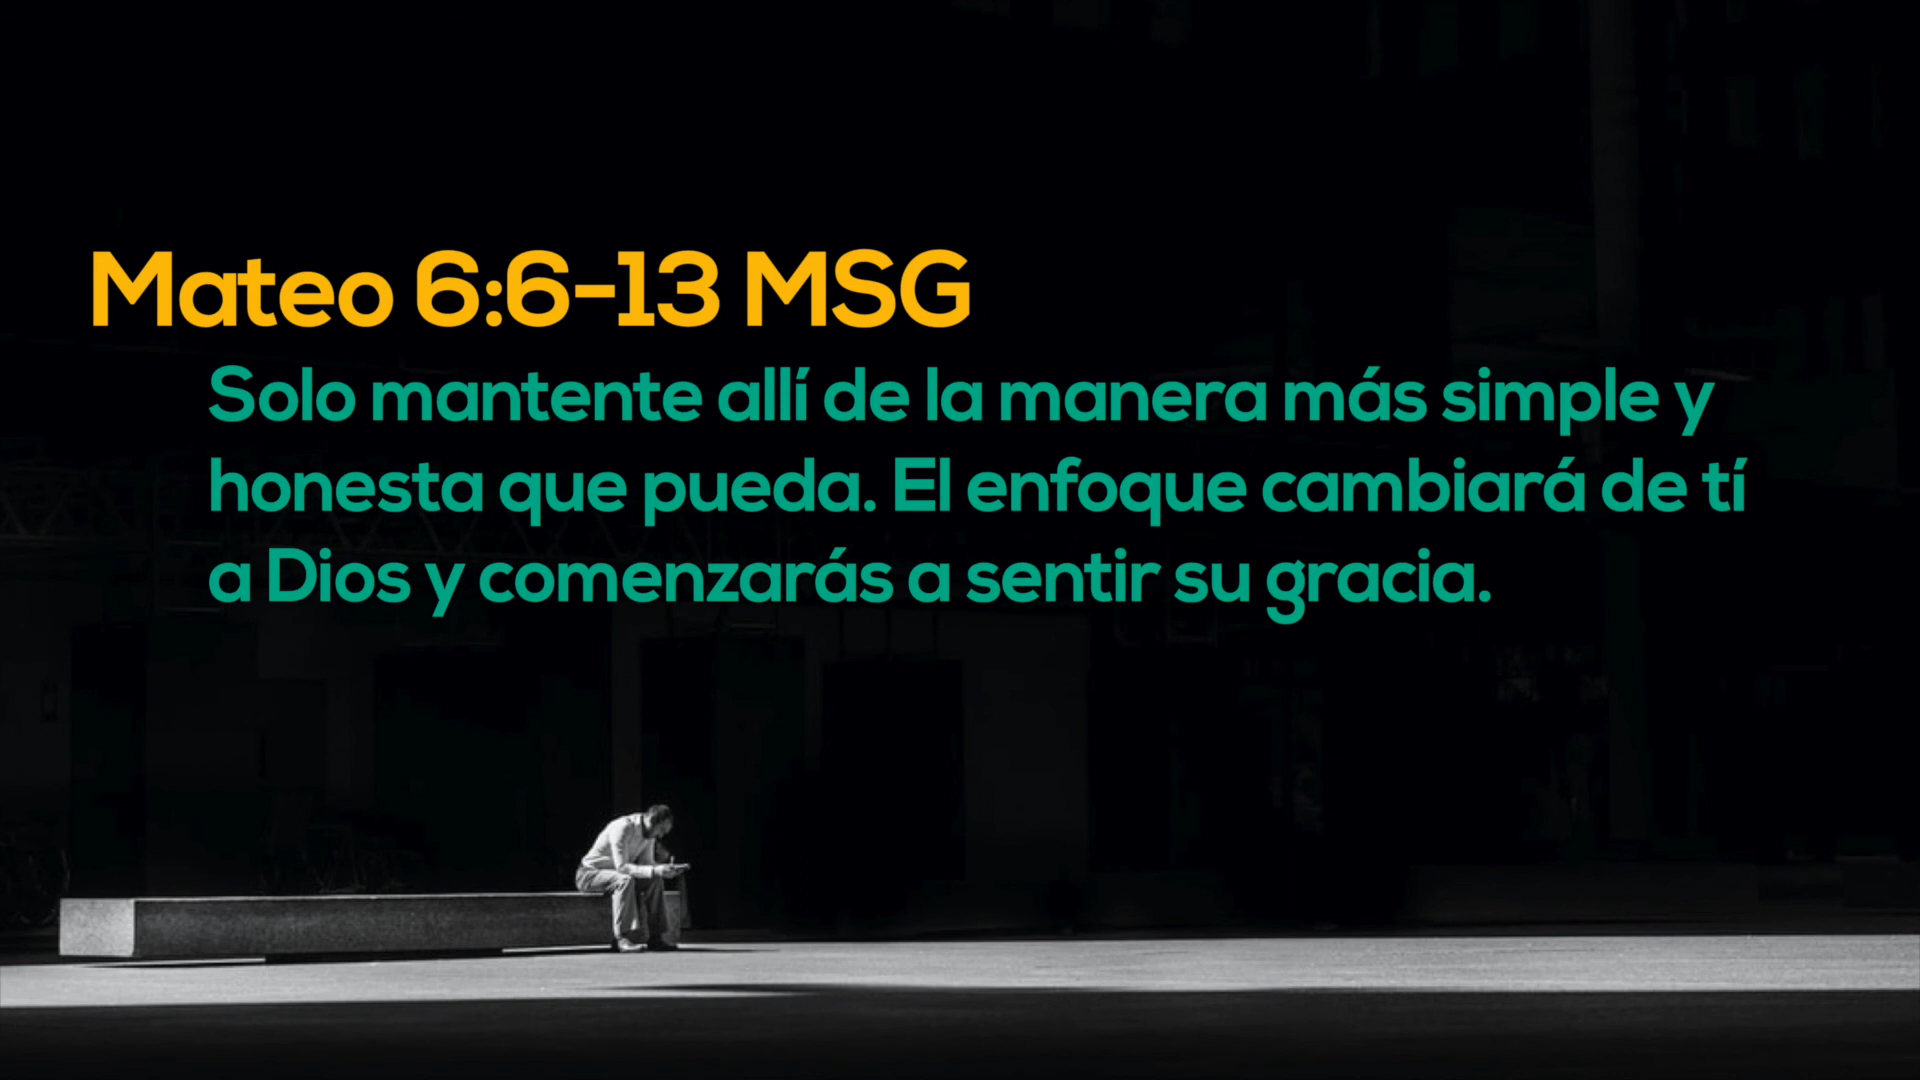 Mateo 6:6-13 MSG
Solo mantente allí de la manera más simple y
honesta que pueda. El enfoque cambiará de tí
a Dios y comenzarás a sentir su gracia.